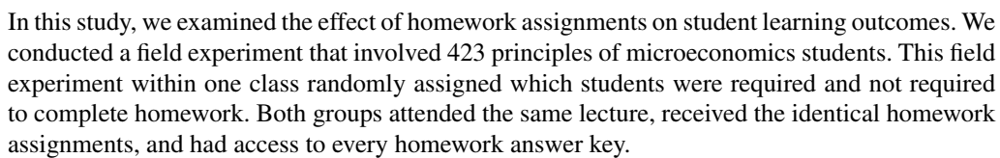 In this study, we examined the effect of homework assignments on student learning outcomes. We
conducted a field experiment that involved 423 principles of microeconomics students. This field
experiment within one class randomly assigned which students were required and not required
to complete homework. Both groups attended the same lecture, received the identical homework
assignments, and had access to every homework answer key.